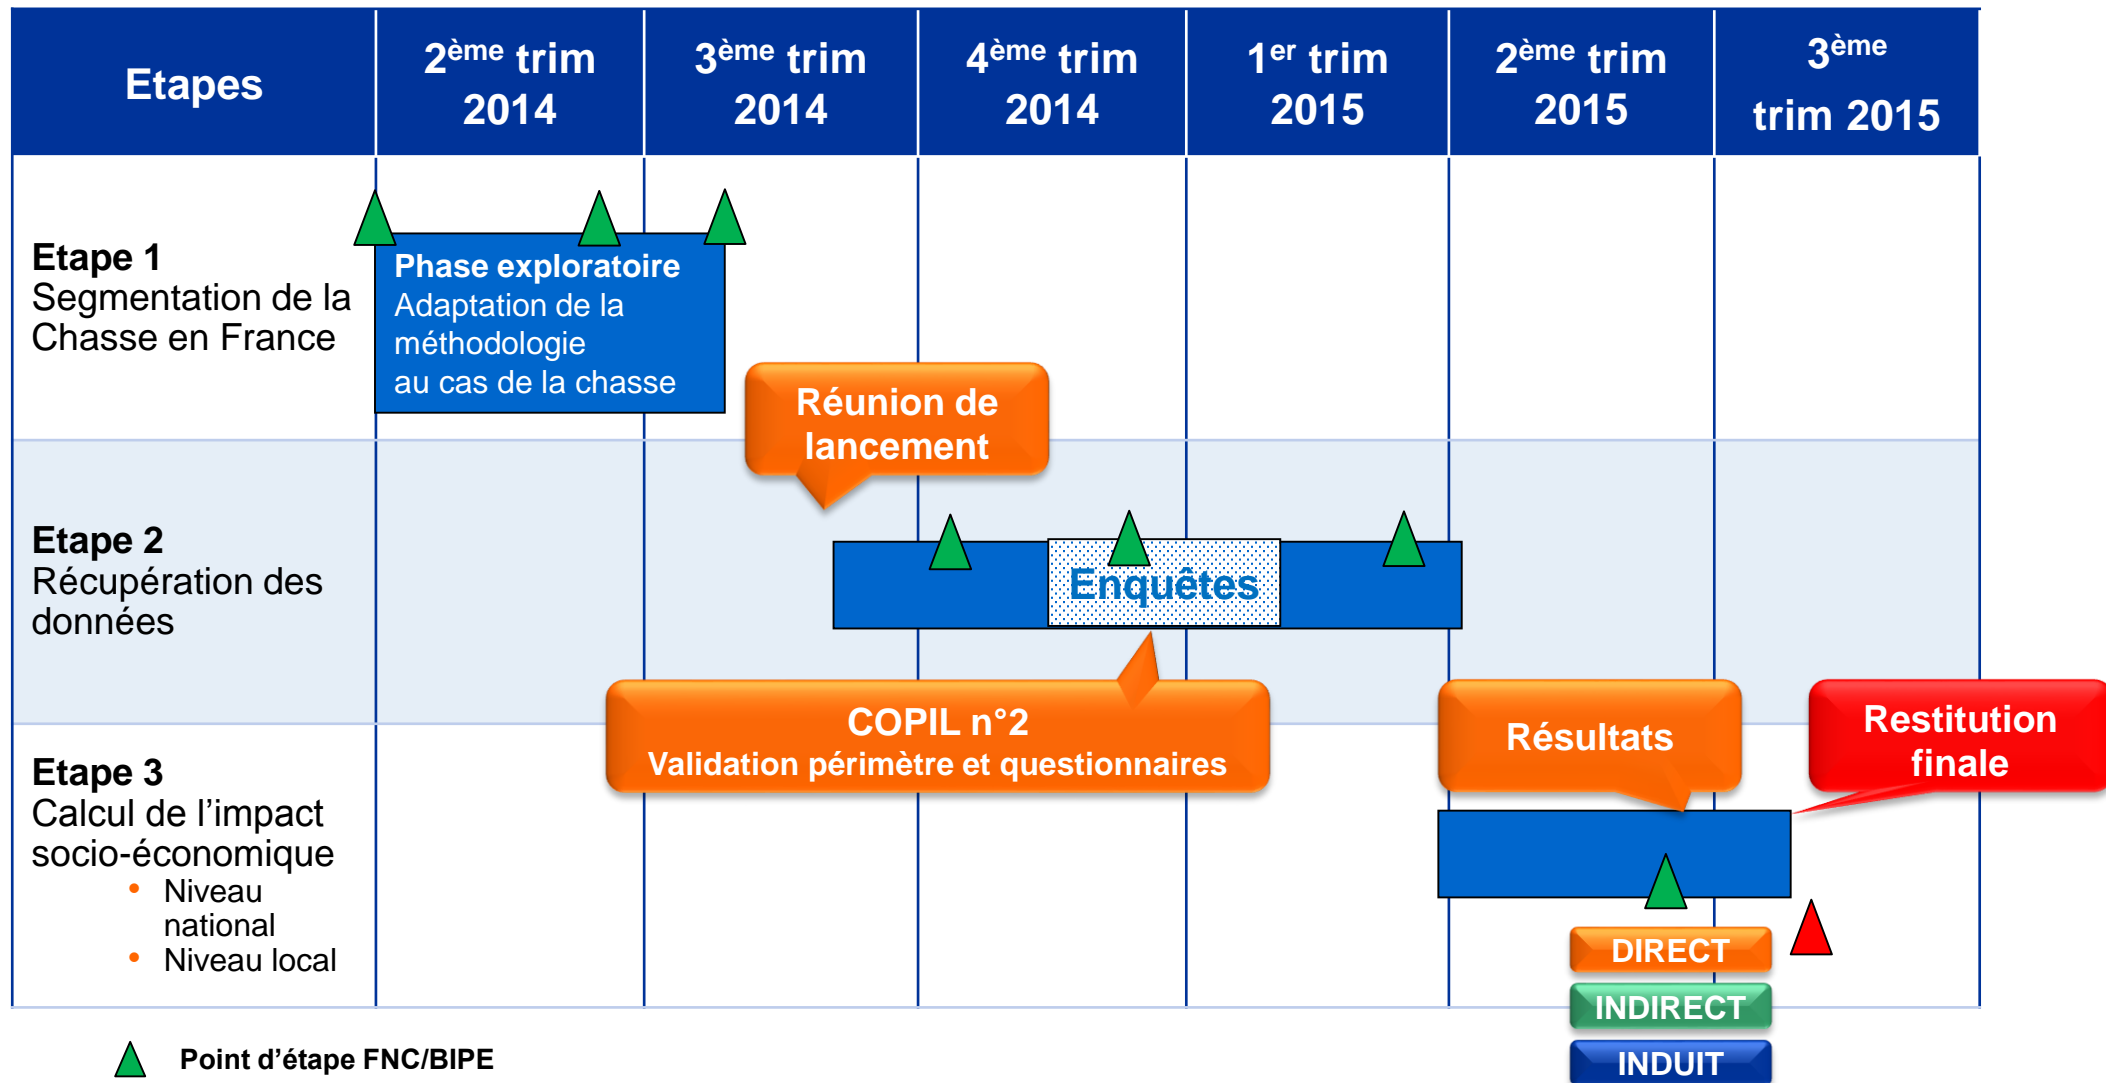 Etapes
2ème trim
2014
3ème trim
2014
4ème trim
2014
1er trim
2015
2ème trim
2015
3ème
trim 2015
Etape 1
Segmentation de la
Chasse en France
Phase exploratoire
Adaptation de la
méthodologie
au cas de la chasse
Réunion de
lancement
Etape 2
Récupération des
données
Enquêtes
COPIL n°2
Validation périmètre et questionnaires
Résultats
Restitution
finale
Etape 3
Calcul de l’impact
socio-économique
• Niveau
national
• Niveau local
DIRECT
INDIRECT
INDUIT
Point d’étape FNC/BIPE